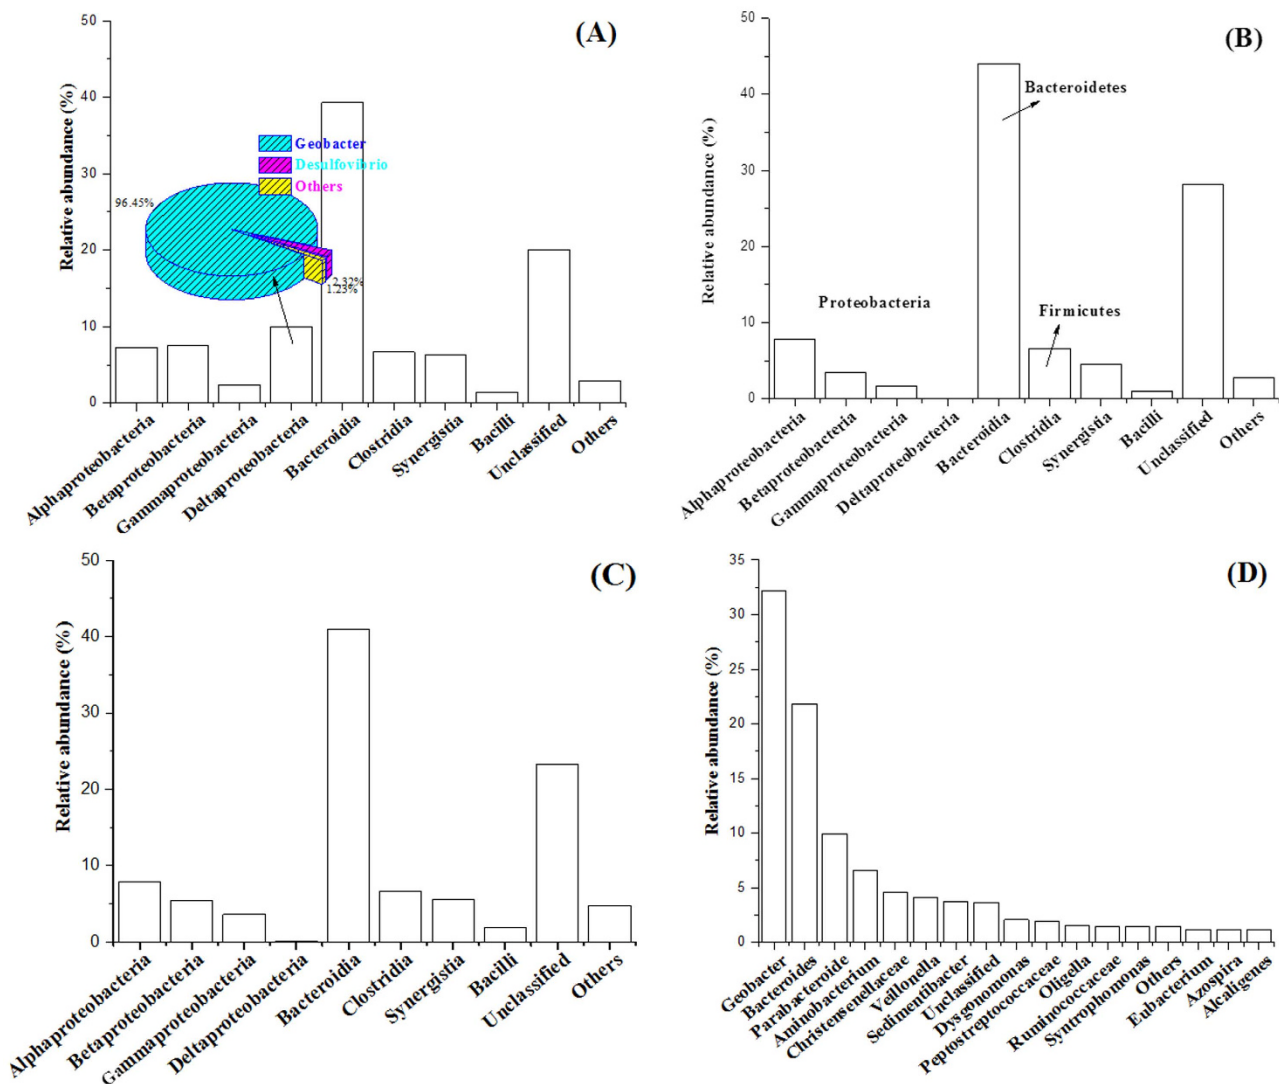 (A)
Relative abundance (%)
50
40
30
20
10
0
Geobacter
Desulfovibrio
Others
96.45%
2.32%
1.23%
Alphaproteobacteria
Betaproteobacteria
Gammaproteobacteria
Deltaproteobacteria
Bacteroidia
Clostridia
Synergistia
Bacilli
Unclassified
Others
(B)
Relative abundance (%)
50
40
30
20
10
0
Bacteroidetes
Proteobacteria
Firmicutes
Alphaproteobacteria
Betaproteobacteria
Gammaproteobacteria
Deltaproteobacteria
Bacteroidia
Clostridia
Synergistia
Bacilli
Unclassified
Others
(C)
Relative abundance (%)
50
40
30
20
10
0
Alphaproteobacteria
Betaproteobacteria
Gammaproteobacteria
Deltaproteobacteria
Bacteroidia
Clostridia
Synergistia
Bacilli
Unclassified
Others
(D)
Relative abundance (%)
35
30
25
20
15
10
5
0
Geobacter
Bacteroides
Parabacteroide
Aminobacterium
Christensenellaceae
Veillonella
Sedimentibacter
Unclassified
Dysgonomonas
Peptostreptococcaceae
Oligella
Ruminococcaceae
Syntrophomonas
Others
Eubacterium
Azospira
Alcaligenes